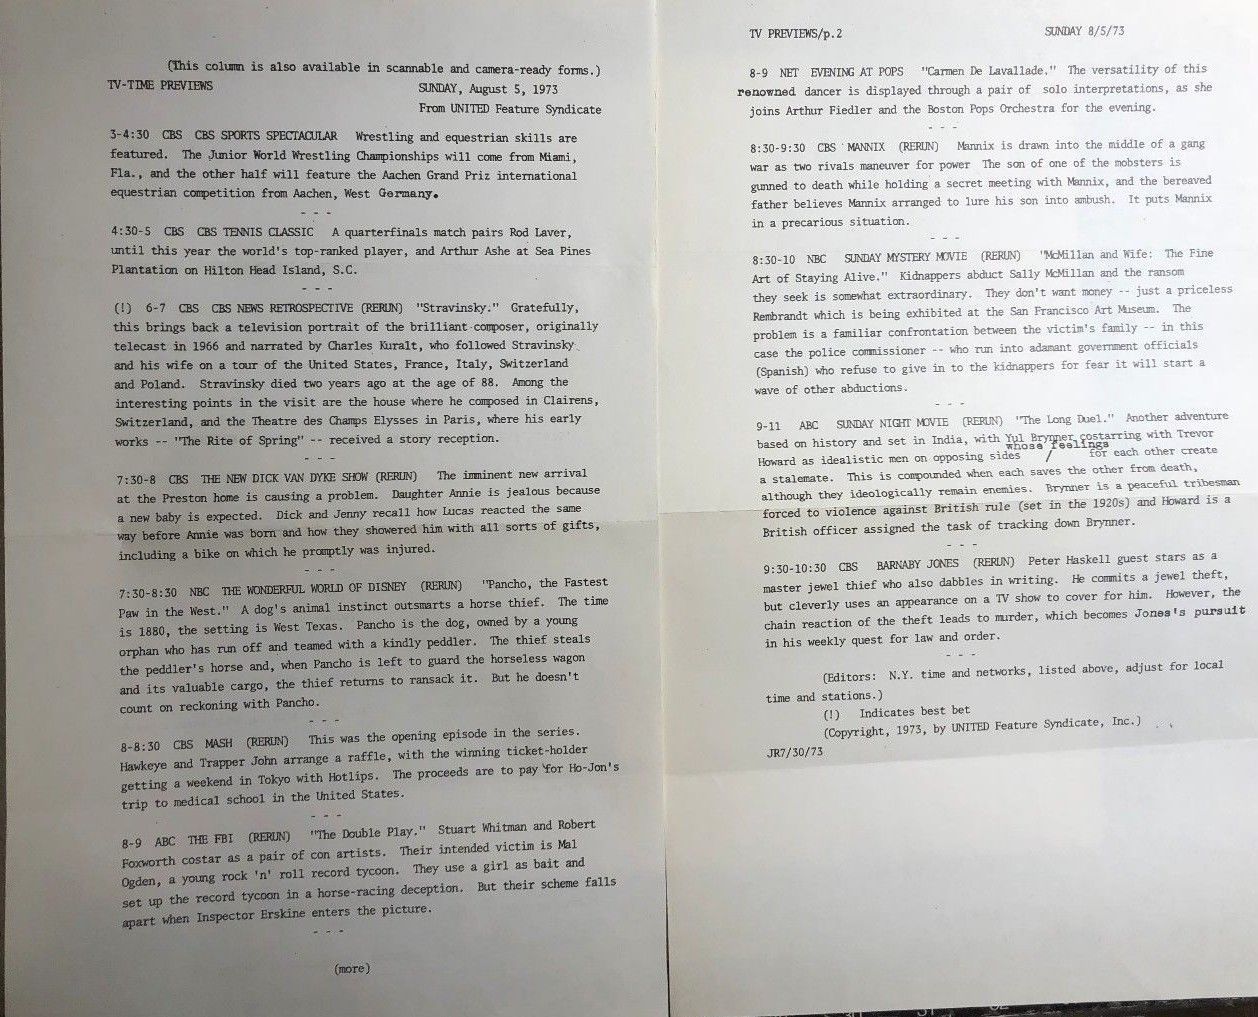 (This column is also available in scannable and camera-ready forms.)
TV-TIME PREVIEWS SUNDAY, August 5, 1973
From UNITED Feature Syndicate
3-4:30 CBS CBS SPORTS SPECTACULAR Wrestling and equestrian skills are
featured. The Junior World Wrestling Championships will come from Miami,
Fla., and the other half will feature the Aachen Grand Priz international
equestrian competition from Aachen, West Germany.
- - -
4:30-5 CBS CBS TENNIS CLASSIC A quarterfinals match pairs Rod Laver,
until this year the world's top-ranked player, and Arthur Ashe at Sea Pines
Plantation on Hilton Head Island, S.C.
- - -
(!) 6-7 CBS CBS NEWS RETROSPECTIVE (RERUN) "Stravinsky." Gratefully,
this brings back a television portrait of the brilliant composer, originally
telecast in 1966 and narrated by Charles Kuralt, who followed Stravinsky
and his wife on a tour of the United States, France, Italy, Switzerland
and Poland. Stravinsky died two years ago at the age of 88. Among the
interesting points in the visit are the house where he composed in Clairens,
Switzerland, and the Theatre des Champs Elysses in Paris, where his early
works -- "The Rite of Spring" -- received a story reception.
- - -
7:30-8 CBS THE NEW DICK VAN DYKE SHOW (RERUN) The imminent new arrival
at the Preston home is causing a problem. Daughter Annie is jealous because
a new baby is expected. Dick and Jenny recall how Lucas reacted the same
way before Annie was born and how they showered him with all sorts of gifts,
including a bike on which he promptly was injured.
- - -
7:30-8:30 NBC THE WONDERFUL WORLD OF DISNEY (RERUN) "Pancho, the Fastest
Paw in the West." A dog's animal instinct outsmarts a horse thief. The time
is 1880, the setting is West Texas. Pancho is the dog, owned by a young
orphan who has run off and teamed with a kindly peddler. The thief steals
the peddler's horse and, when Pancho is left to guard the horseless wagon
and its valuable cargo, the thief returns to ransack it. But he doesn't
count on reckoning with Pancho.
- - -
8-8:30 CBS MASH (RERUN) This was the opening episode in the series.
Hawkeye and Trapper John arrange a raffle, with the winning ticket-holder
getting a weekend in Tokyo with Hotlips. The proceeds are to pay for Ho-Jon's
trip to medical school in the United States.
- - -
8-9 ABC THE FBI (RERUN) "The Double Play." Stuart Whitman and Robert
Foxworth costar as a pair of con artists. Their intended victim is Mal
Ogden, a young rock 'n' roll record tycoon. They use a girl as bait and
set up the record tycoon in a horse-racing deception. But their scheme falls
apart when Inspector Erskine enters the picture.
- - -
(more)
TV PREVIEWS/p.2 SUNDAY 8/5/73
8-9 NET EVENING AT POPS "Carmen De Lavallade." The versatility of this
renowned dancer is displayed through a pair of solo interpretations, as she
joins Arthur Fiedler and the Boston Pops Orchestra for the evening.
- - -
8:30-9:30 CBS MANNIX (RERUN) Mannix is drawn into the middle of a gang
war as two rivals maneuver for power The son of one of the mobsters is
gunned to death while holding a secret meeting with Mannix, and the bereaved
father believes Mannix arranged to lure his son into ambush. It puts Mannix
in a precarious situation.
- - -
8:30-10 NBC SUNDAY MYSTERY MOVIE (RERUN) "McMillan and Wife: The Fine
Art of Staying Alive." Kidnappers abduct Sally McMillan and the ransom
they seek is somewhat extraordinary. They don't want money -- just a priceless
Rembrandt which is being exhibited at the San Francisco Art Museum. The
problem is a familiar confrontation between the victim's family -- in this
case the police commissioner -- who run into adamant government officials
(Spanish) who refuse to give in to the kidnappers for fear it will start a
wave of other abductions.
- - -
9-11 ABC SUNDAY NIGHT MOVIE (RERUN) "The Long Duel." Another adventure
based on history and set in India, with Yul Brynner costarring with Trevor
whose feelings
Howard as idealistic men on opposing sides / for each other create
a stalemate. This is compounded when each saves the other from death,
although they ideologically remain enemies. Brynner is a peaceful tribesman
forced to violence against British rule (set in the 1920s) and Howard is a
British officer assigned the task of tracking down Brynner.
- - -
9:30-10:30 CBS BARNABY JONES (RERUN) Peter Haskell guest stars as a
master jewel thief who also dabbles in writing. He commits a jewel theft,
but cleverly uses an appearance on a TV show to cover for him. However, the
chain reaction of the theft leads to murder, which becomes Jones's pursuit
in his weekly quest for law and order.
- - -
(Editors: N.Y. time and networks, listed above, adjust for local
time and stations.)
(!) Indicates best bet
(Copyright, 1973, by UNITED Feature Syndicate, Inc.)
JR7/30/73